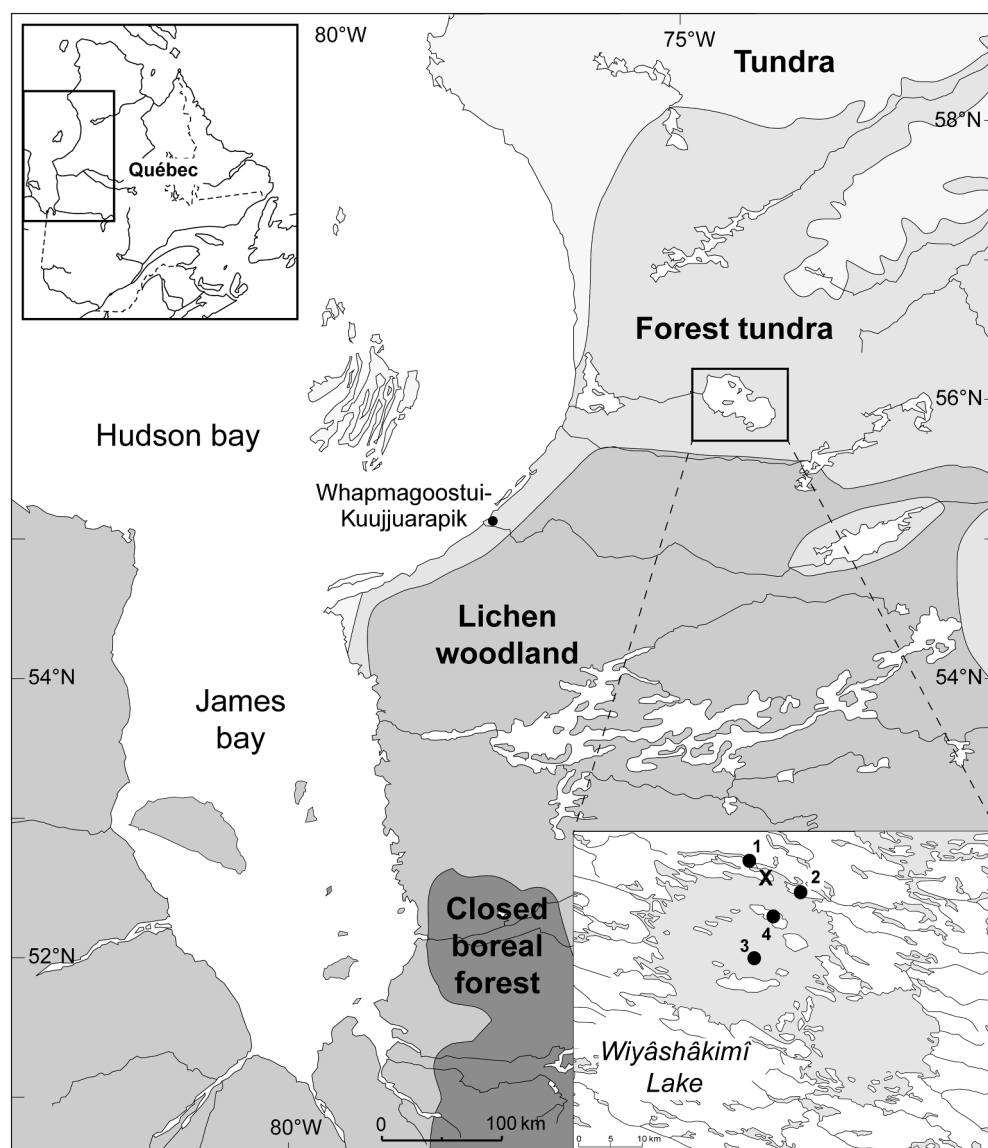 80°W
75°W
Tundra
58°N
Québec
Forest tundra
56°N
Hudson bay
Whapmagoostui-
Kuujjuarapik
Lichen
woodland
54°N
54°N
James
bay
1
X
2
4
3
Closed
boreal
forest
52°N
Wiyâshâkimî
Lake
80°W
0
100 km
0
5
10 km